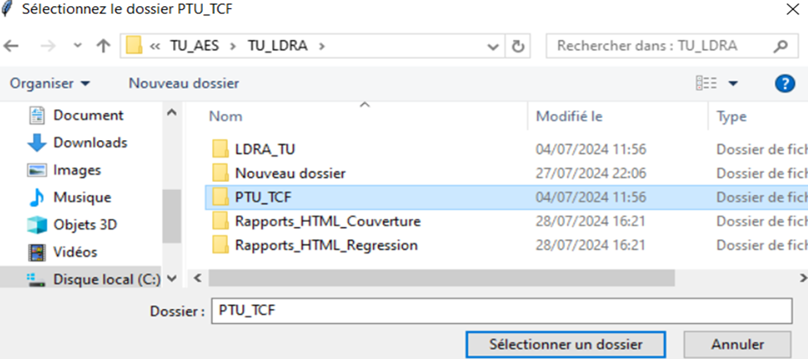 Sélectionnez le dossier PTU_TCF
« TU_AES › TU_LDRA ›
Rechercher dans : TU_LDRA
Organiser
Nouveau dossier
?
Document
Downloads
Images
Musique
Objets 3D
Vidéos
Disque local (C:)
Nom Modifié le Type
LDRA_TU 04/07/2024 11:56 Dossier de fich
Nouveau dossier 27/07/2024 22:06 Dossier de fich
PTU_TCF 04/07/2024 11:56 Dossier de fich
Rapports_HTML_Couverture 28/07/2024 16:21 Dossier de fich
Rapports_HTML_Regression 28/07/2024 16:21 Dossier de fich
Dossier : PTU_TCF
Sélectionner un dossier
Annuler